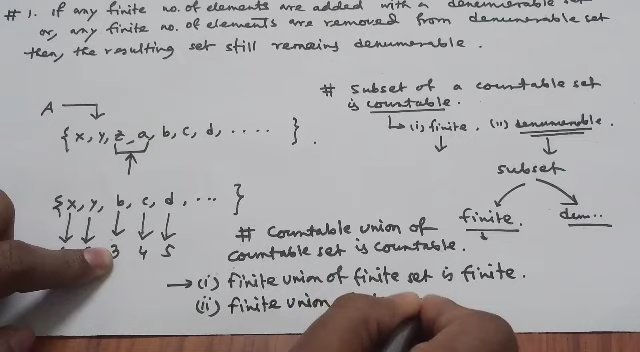 # 1. If any finite no. of elements are added with a denumerable set
or, any finite no. of elements are removed from denumerable set
then, the resulting set still remains denumerable.
# Subset of a countable set
is countable.
(i) finite, (ii) denumerable.
A
{x, y, z, a, b, c, d, ....}.
subset
finite. dem..
{x, y, b, c, d, ...}
3 4 5
# Countable union of
countable set is countable.
→ (i) finite union of finite set is finite.
(ii) finite union